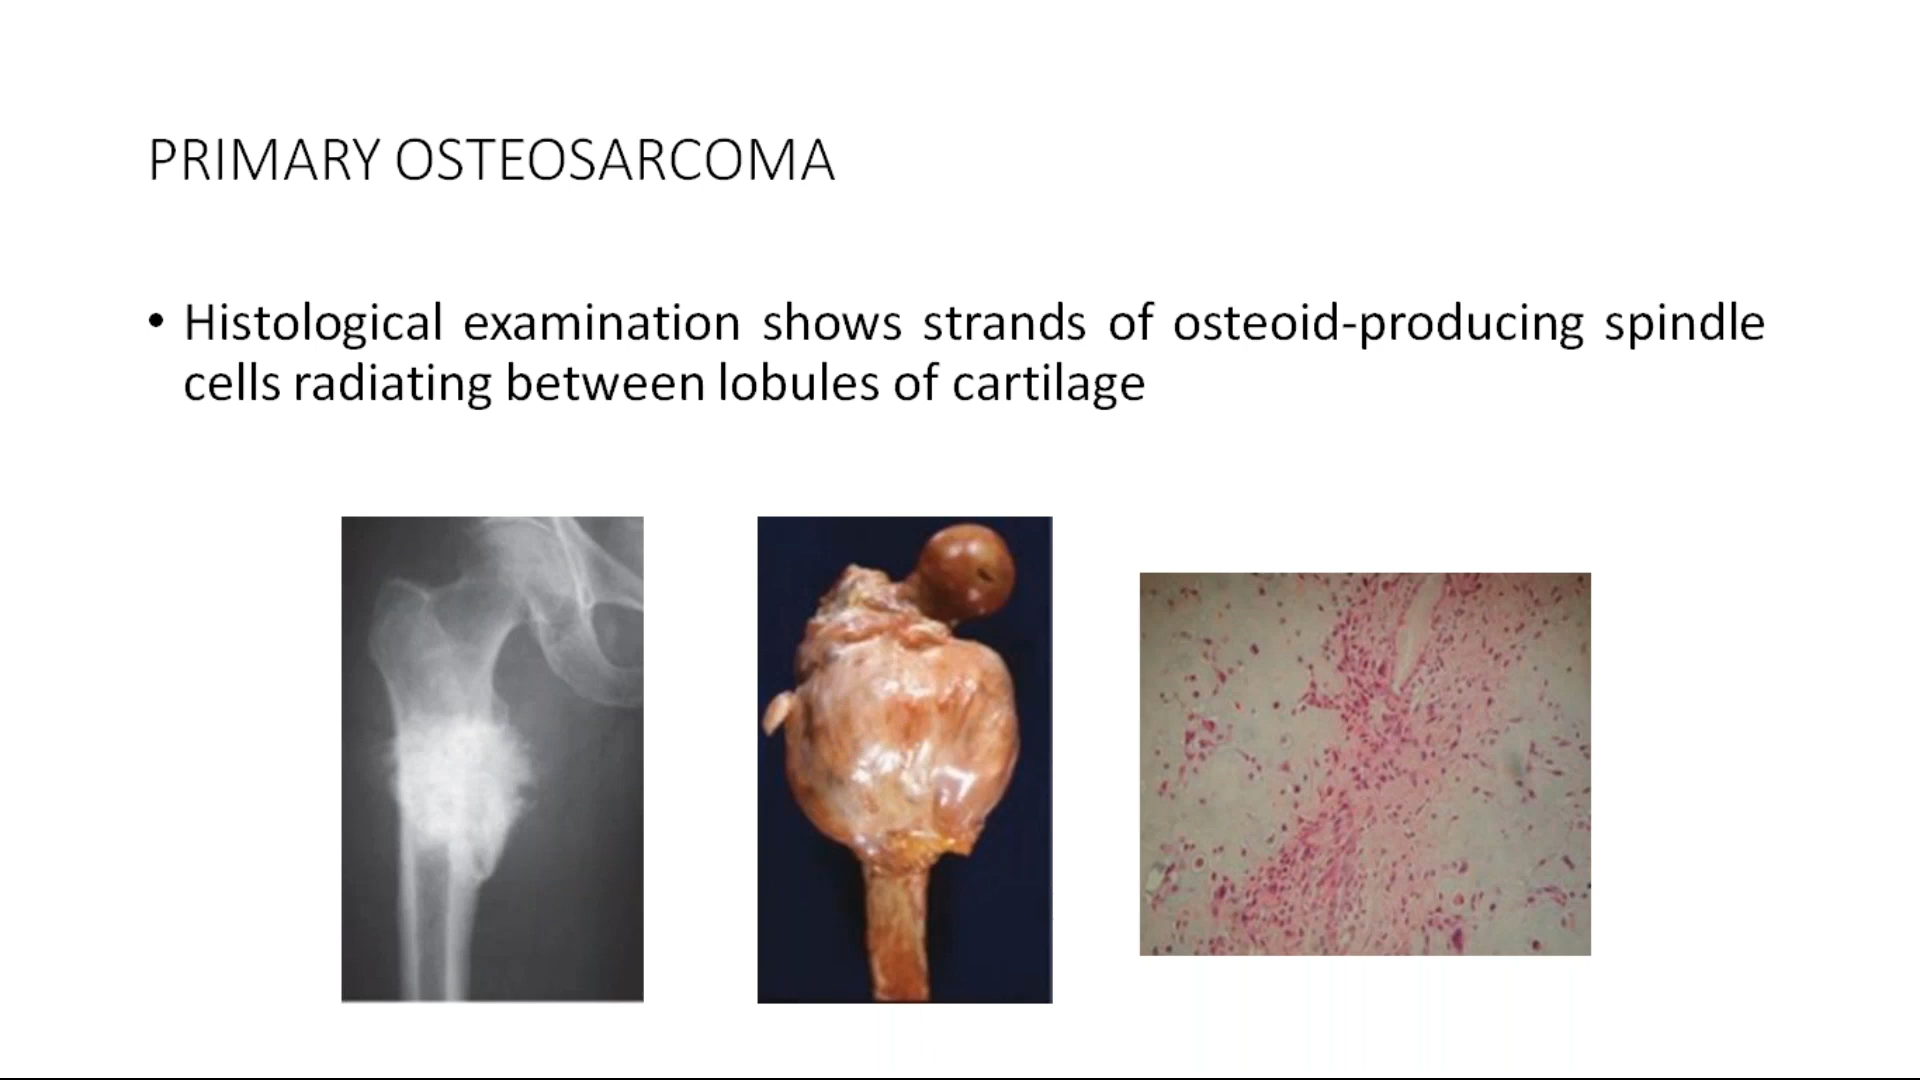 PRIMARY OSTEOSARCOMA
• Histological examination shows strands of osteoid-producing spindle
cells radiating between lobules of cartilage